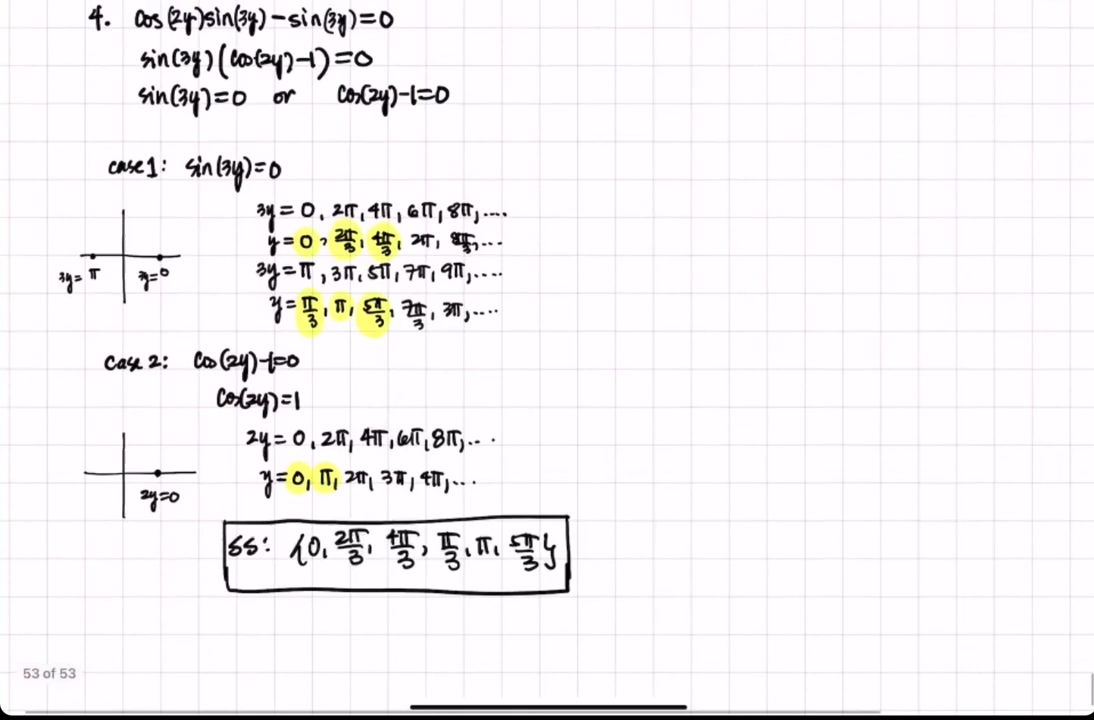 4. cos(2y)sin(3y)-sin(3y)=0
sin(3y)(cos(2y)-1)=0
sin(3y)=0 or cos(2y)-1=0
case 1: sin(3y)=0
3y = 0, 2π, 4π, 6π, 8π, ....
y = 0, 2π/3, 4π/3, 2π, 8π/3, ...
3y= π y=0 3y = π, 3π, 5π, 7π, 9π, ....
y = π/3, π, 5π/3, 7π/3, 3π, ....
case 2: cos(2y)-1=0
cos(2y)=1
2y = 0, 2π, 4π, 6π, 8π, ...
y = 0, π, 2π, 3π, 4π, ...
2y=0
SS: {0, 2π/3, 4π/3, π/3, π, 5π/3}
53 of 53